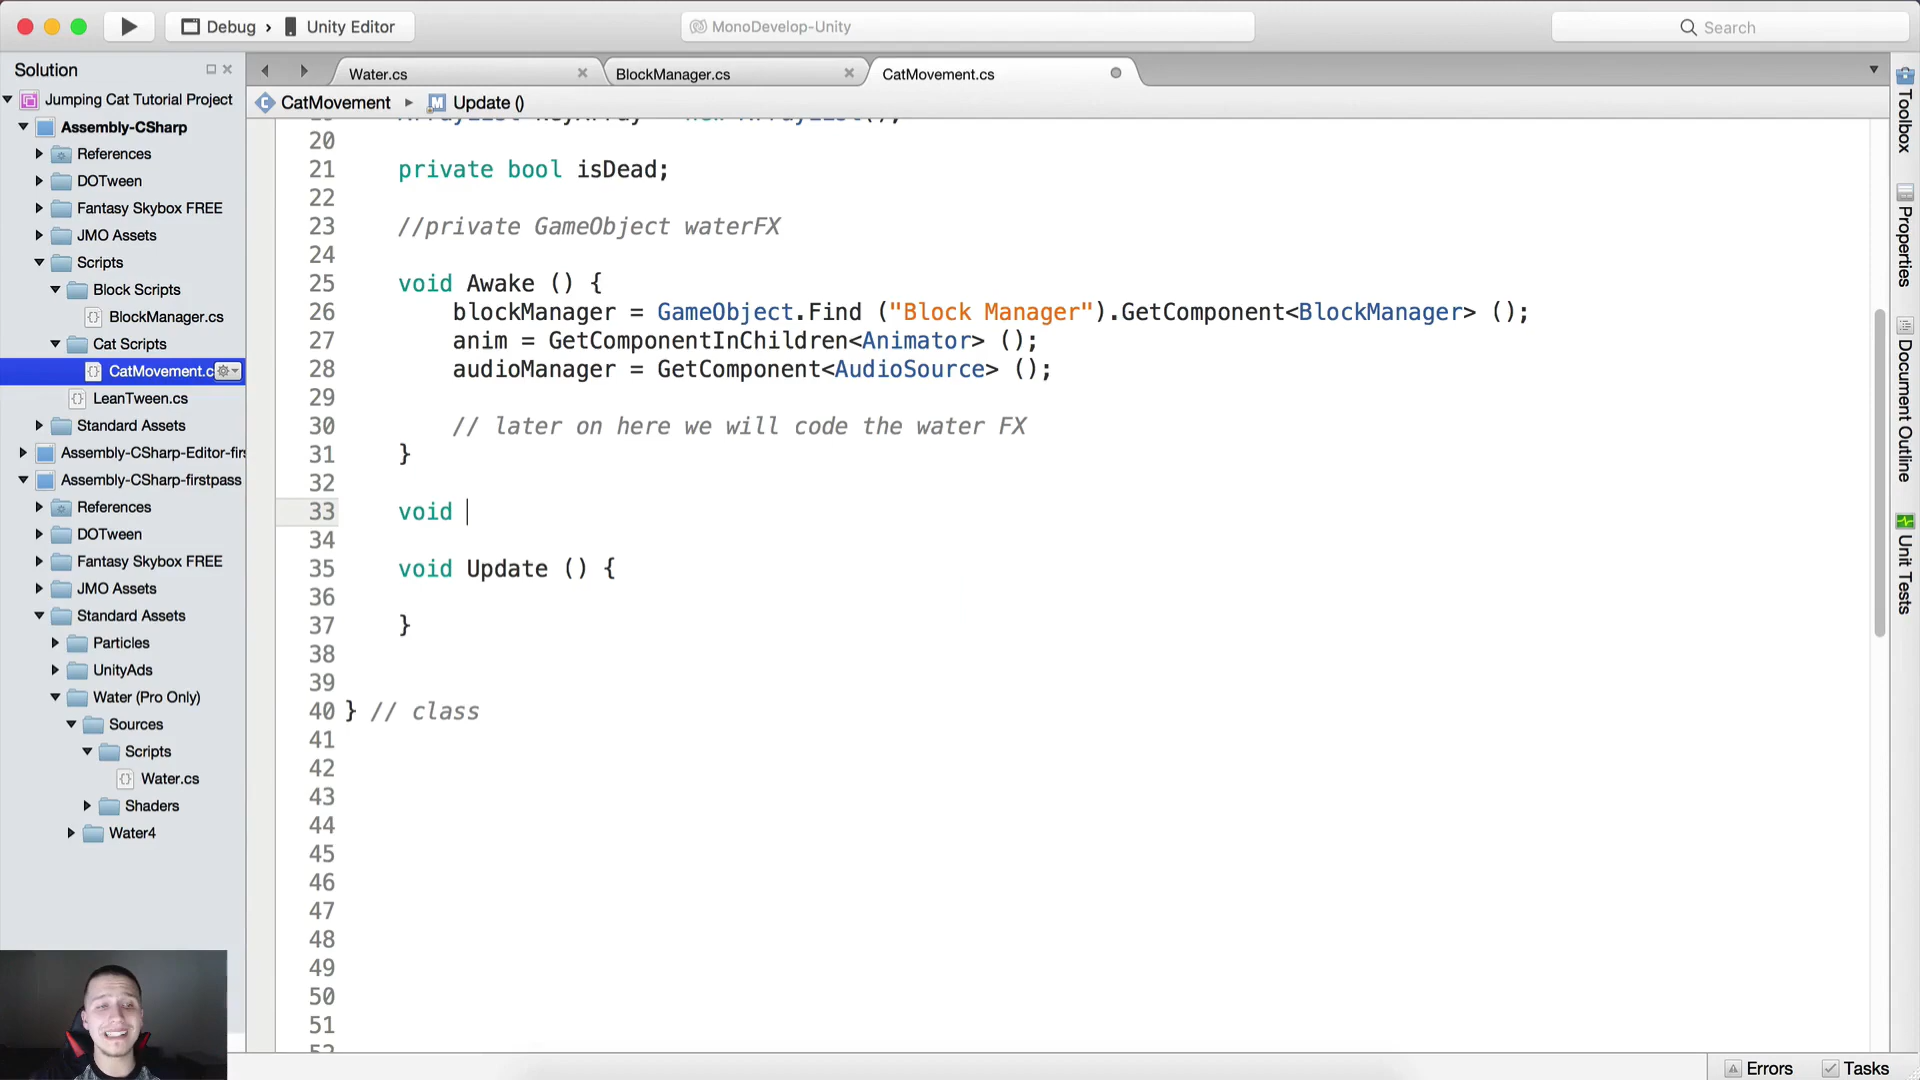 Debug › Unity Editor
MonoDevelop-Unity
Search
Solution
Jumping Cat Tutorial Project
Assembly-CSharp
References
DOTween
Fantasy Skybox FREE
JMO Assets
Scripts
Block Scripts
BlockManager.cs
Cat Scripts
CatMovement.c
LeanTween.cs
Standard Assets
Assembly-CSharp-Editor-firs
Assembly-CSharp-firstpass
References
DOTween
Fantasy Skybox FREE
JMO Assets
Standard Assets
Particles
UnityAds
Water (Pro Only)
Sources
Scripts
Water.cs
Shaders
Water4
Water.cs
BlockManager.cs
CatMovement.cs
CatMovement ▸ Update ()
20
21 private bool isDead;
22
23 //private GameObject waterFX
24
25 void Awake () {
26 blockManager = GameObject.Find ("Block Manager").GetComponent<BlockManager> ();
27 anim = GetComponentInChildren<Animator> ();
28 audioManager = GetComponent<AudioSource> ();
29
30 // later on here we will code the water FX
31 }
32
33 void
34
35 void Update () {
36
37 }
38
39
40 } // class
41
42
43
44
45
46
47
48
49
50
51
Toolbox
Properties
Document Outline
Unit Tests
Errors
Tasks